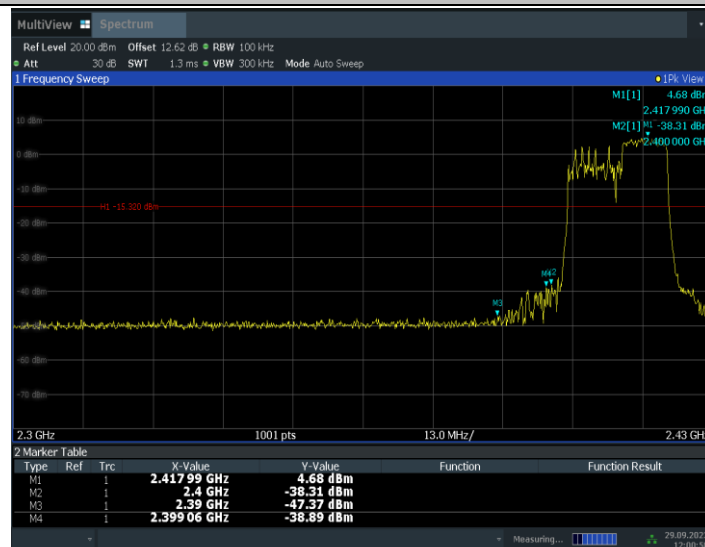 MultiView Spectrum
Ref Level 20.00 dBm Offset 12.62 dB RBW 100 kHz
Att 30 dB SWT 1.3 ms VBW 300 kHz Mode Auto Sweep
1 Frequency Sweep 1Pk View
M1[1] 4.68 dBm
2.417 990 GH
M2[1] -38.31 dBm
M1
2.400 000 GH
10 dBm
0 dBm
-10 dBm
H1 -15.320 dBm
-20 dBm
-30 dBm
M4 2
-40 dBm
M3
-60 dBm
-70 dBm
2.3 GHz 1001 pts 13.0 MHz/ 2.43 GH
2 Marker Table
Type Ref Trc X-Value Y-Value Function Function Result
M1 1 2.417 99 GHz 4.68 dBm
M2 1 2.4 GHz -38.31 dBm
M3 1 2.39 GHz -47.37 dBm
M4 1 2.399 06 GHz -38.89 dBm
Measuring... 29.09.202